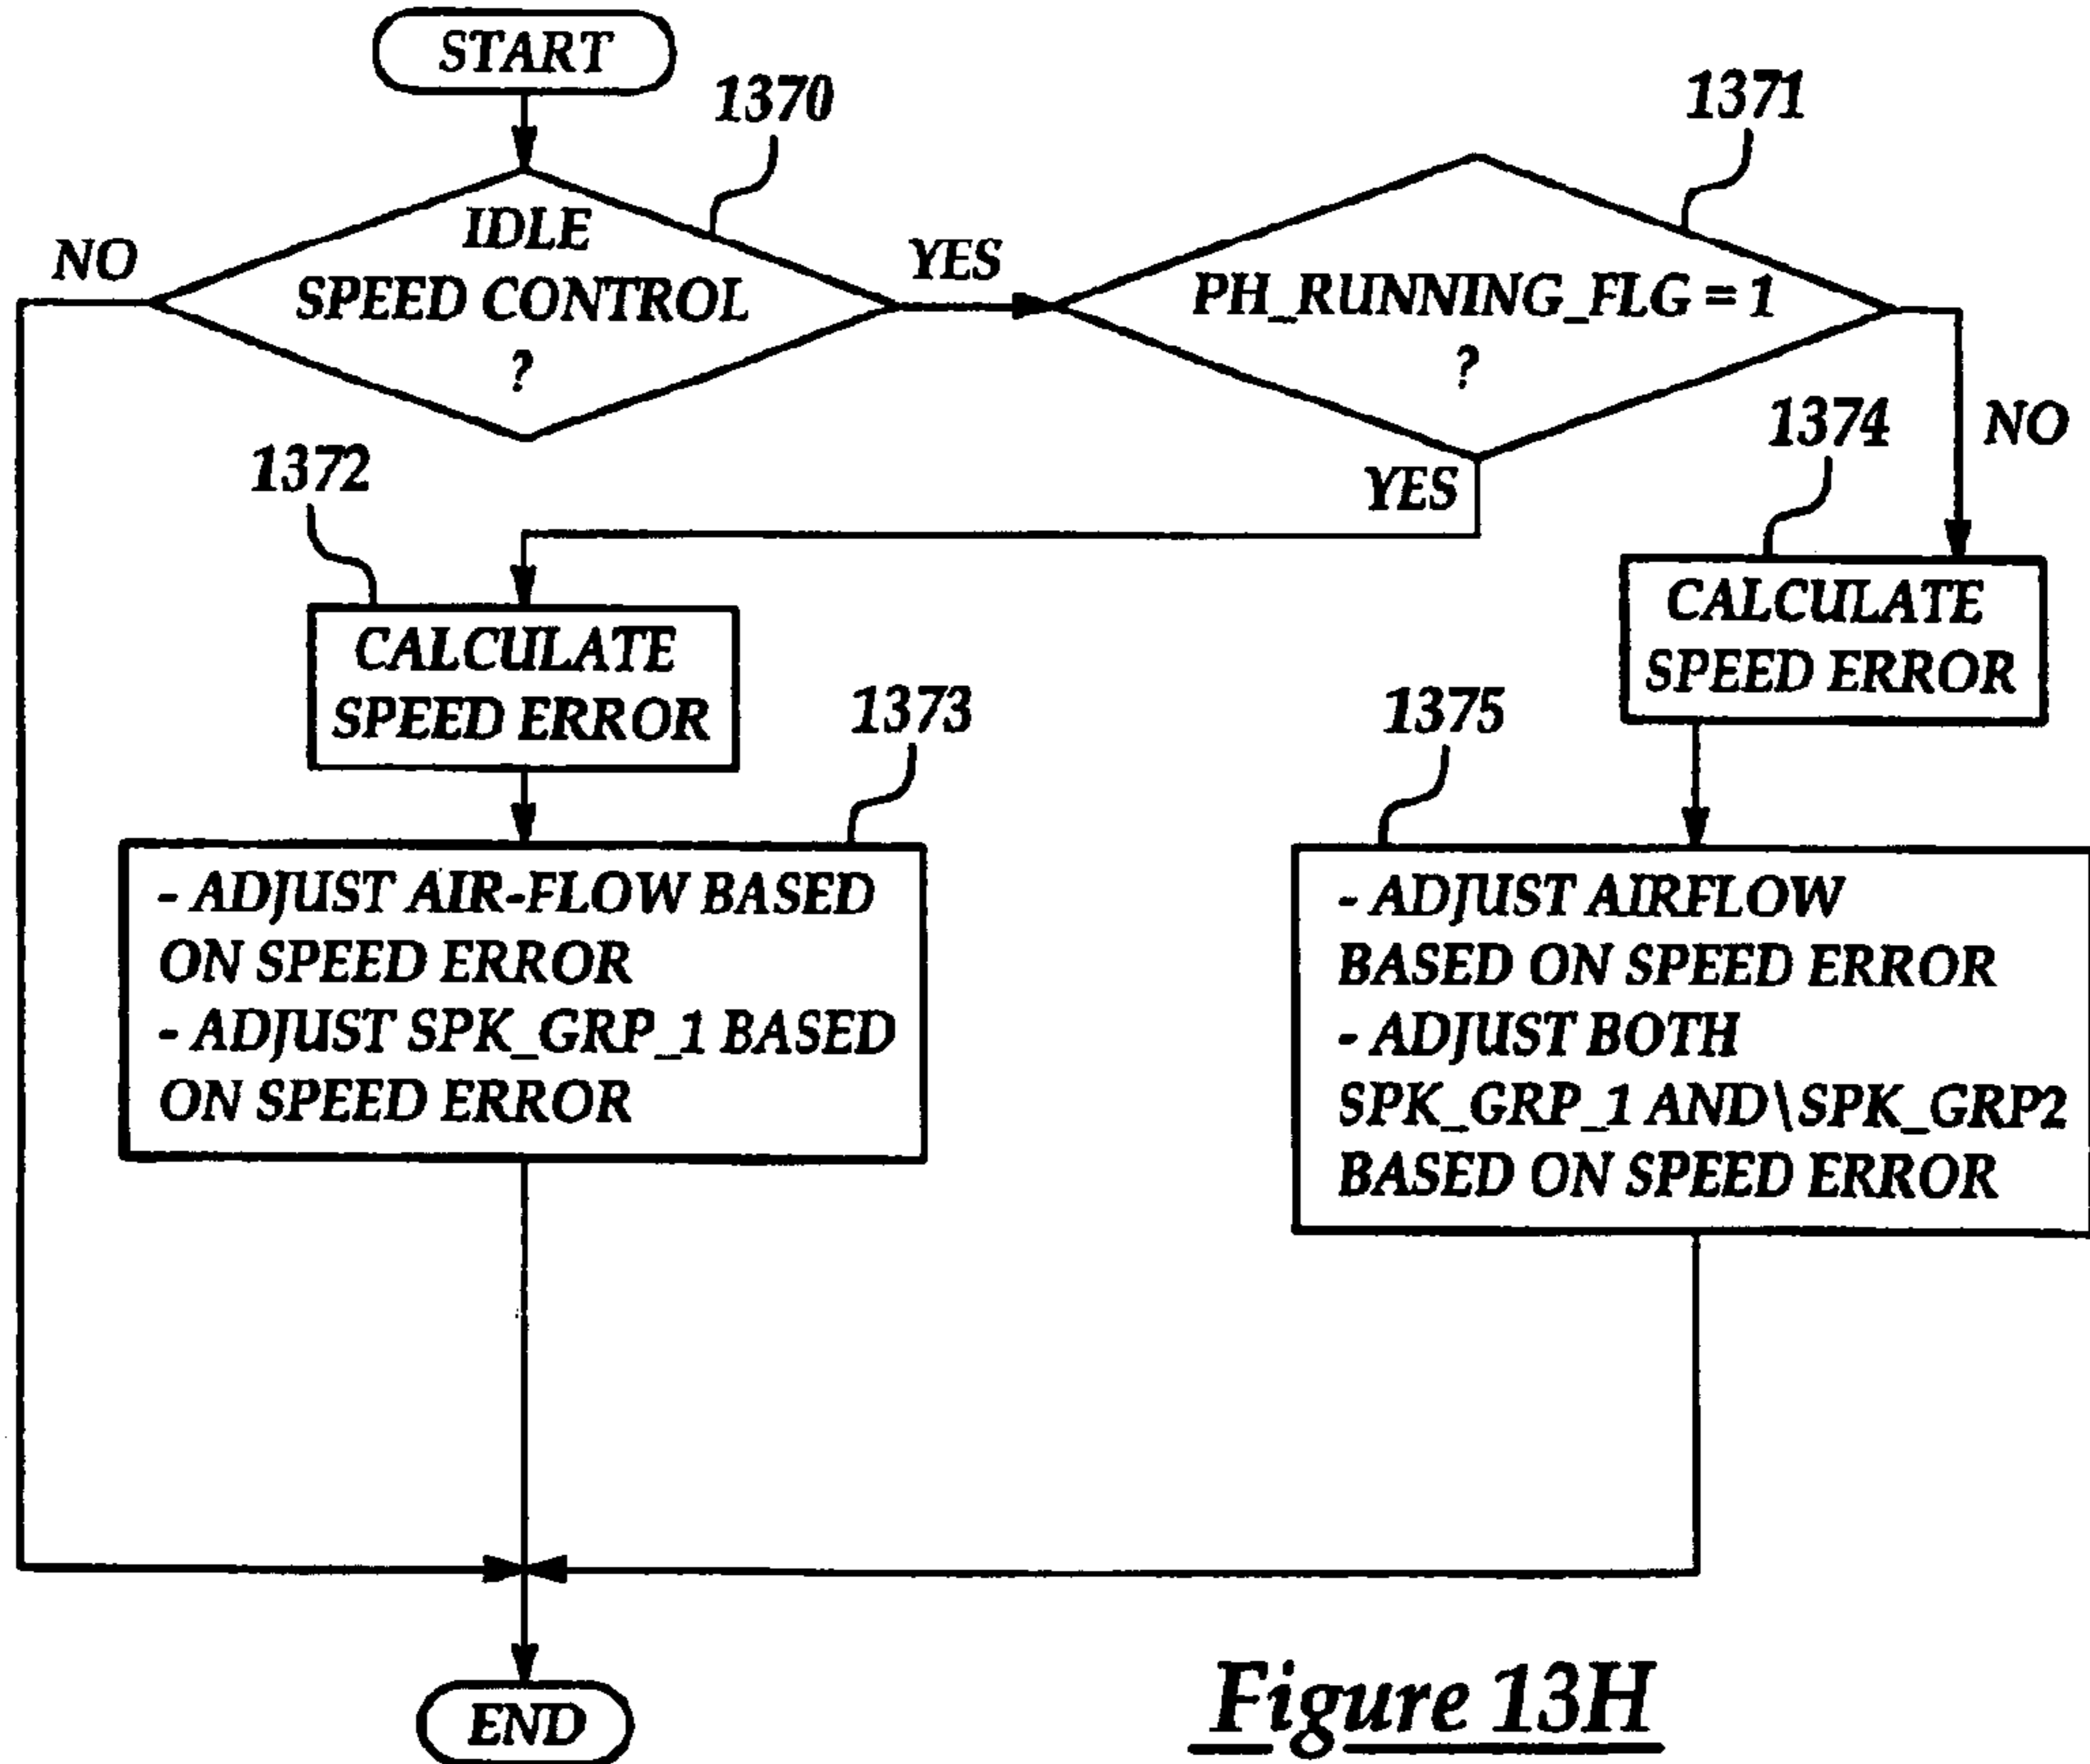 START
1370
1371
IDLE
SPEED CONTROL
?
NO
YES
PH_RUNNING_FLG = 1
?
NO
YES
1372
1374
CALCULATE
SPEED ERROR
CALCULATE
SPEED ERROR
1373
1375
- ADJUST AIR-FLOW BASED
ON SPEED ERROR
- ADJUST SPK_GRP_1 BASED
ON SPEED ERROR
- ADJUST AIRFLOW
BASED ON SPEED ERROR
- ADJUST BOTH
SPK_GRP_1 AND\SPK_GRP2
BASED ON SPEED ERROR
END
Figure 13H